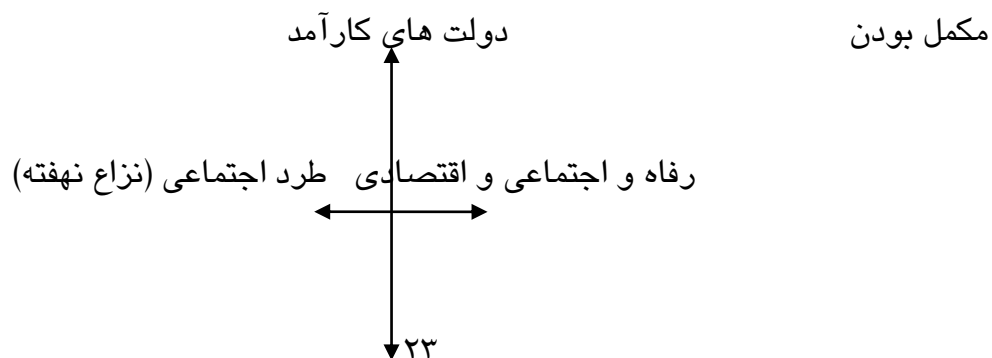 مکمل بودن دولت های کارآمد
رفاه و اجتماعی و اقتصادی طرد اجتماعی (نزاع نهفته)
۲۳